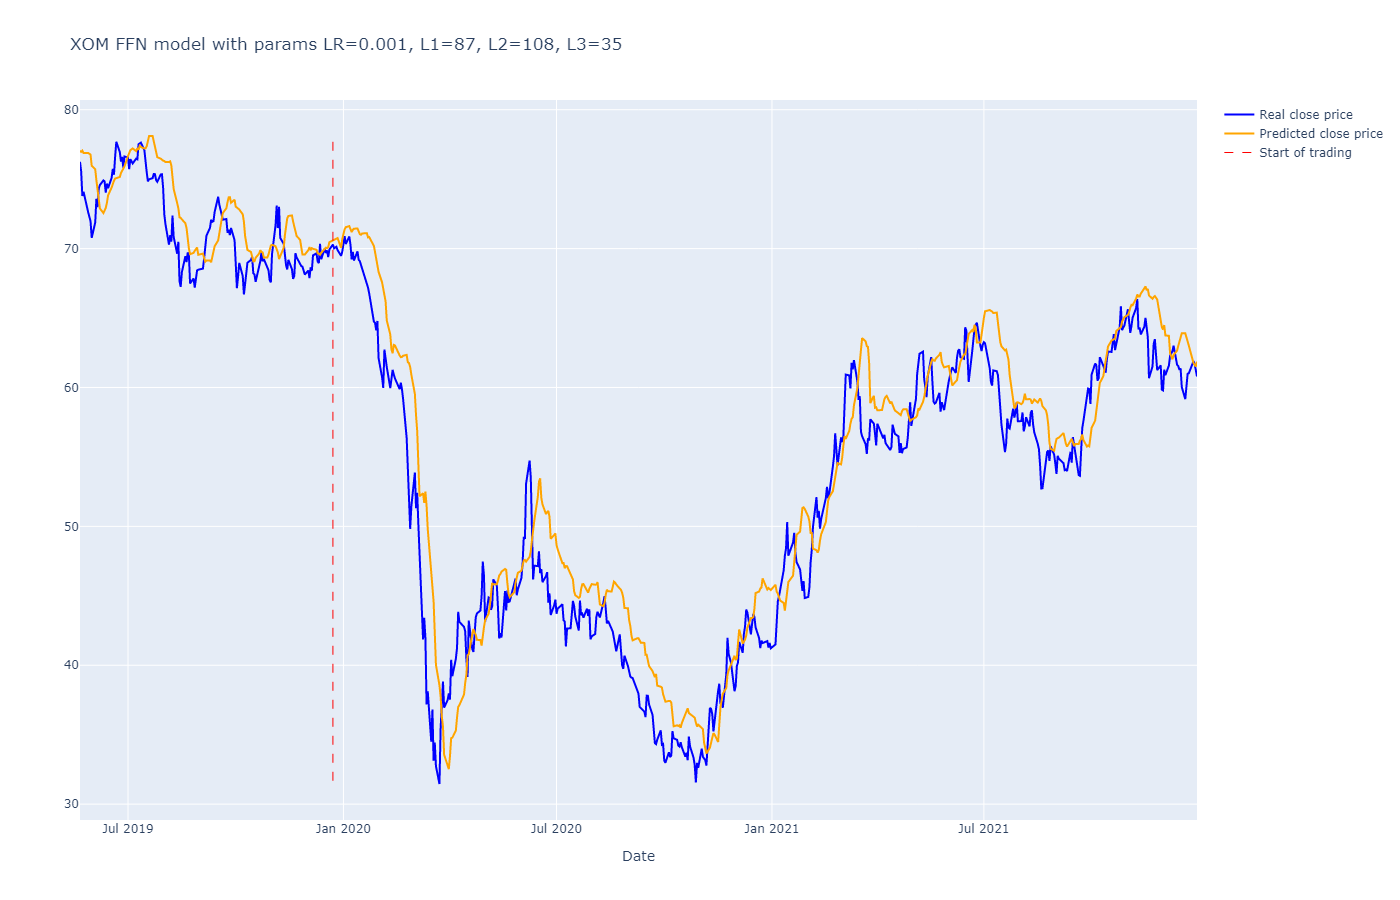 XOM FFN model with params LR=0.001, L1=87, L2=108, L3=35
80
70
60
50
40
30
Jul 2019
Jan 2020
Jul 2020
Jan 2021
Jul 2021
Date
Real close price
Predicted close price
Start of trading